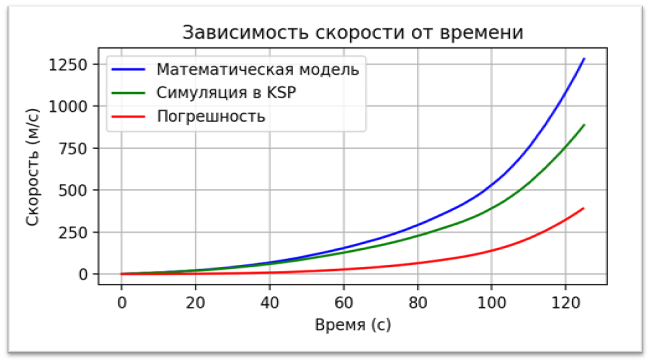 Зависимость скорости от времени
Математическая модель
Симуляция в KSP
Погрешность
Скорость (м/с)
1250
1000
750
500
250
0
0 20 40 60 80 100 120
Время (с)